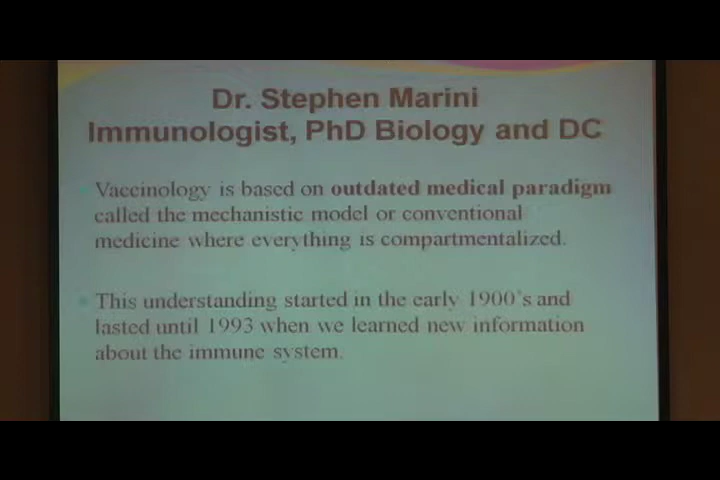 Dr. Stephen Marini
Immunologist, PhD Biology and DC
Vaccinology is based on outdated medical paradigm
called the mechanistic model or conventional
medicine where everything is compartmentalized.
This understanding started in the early 1900's and
lasted until 1993 when we learned new information
about the immune system.